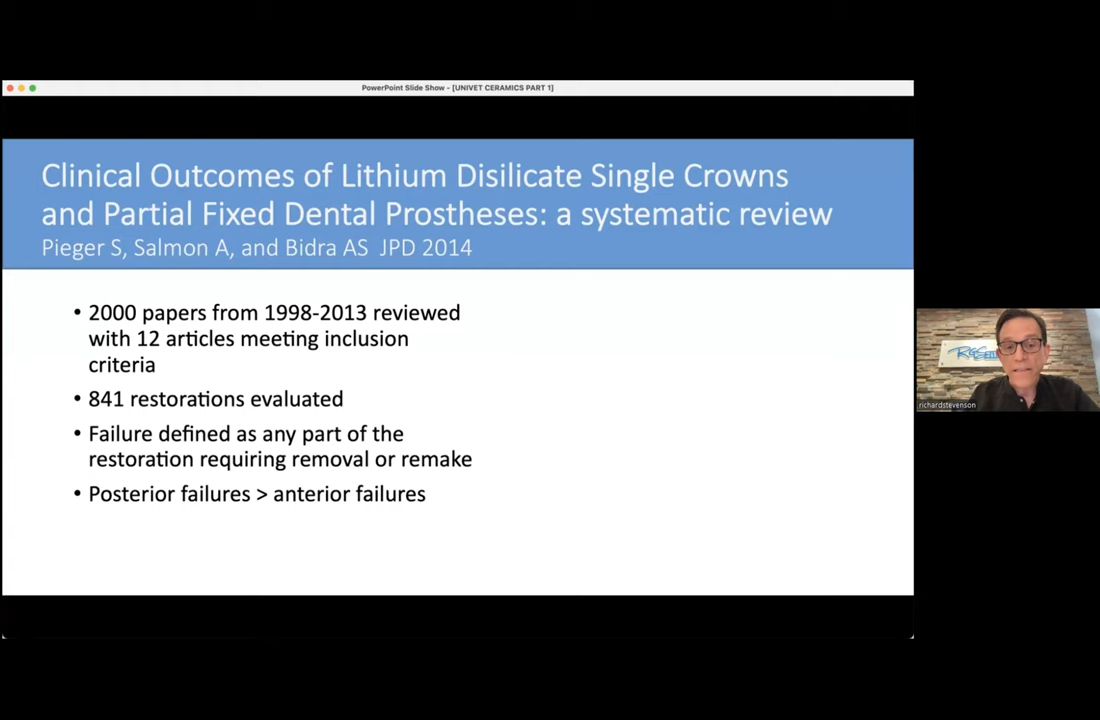 PowerPoint Slide Show - [UNIVET CERAMICS PART 1]
Clinical Outcomes of Lithium Disilicate Single Crowns
and Partial Fixed Dental Prostheses: a systematic review
Pieger S, Salmon A, and Bidra AS JPD 2014
• 2000 papers from 1998-2013 reviewed
with 12 articles meeting inclusion
criteria
• 841 restorations evaluated
• Failure defined as any part of the
restoration requiring removal or remake
• Posterior failures > anterior failures
richardstevenson